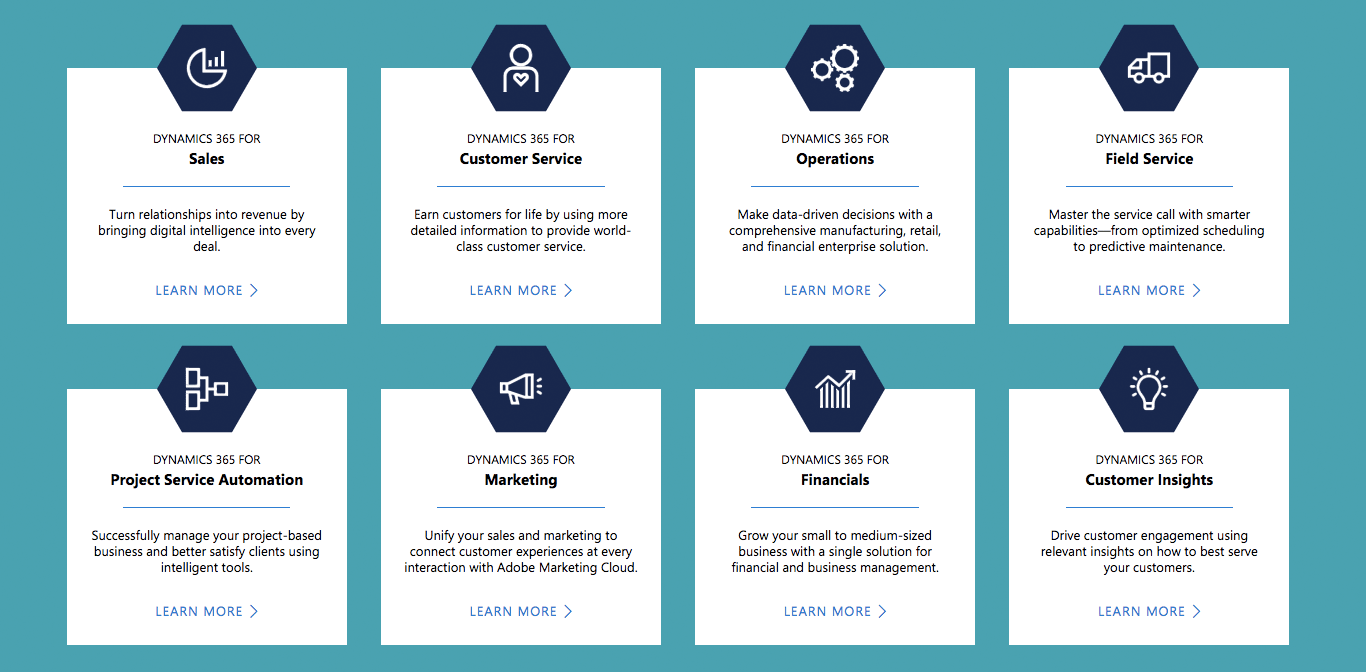 DYNAMICS 365 FOR
Sales
Turn relationships into revenue by
bringing digital intelligence into every
deal.
LEARN MORE
DYNAMICS 365 FOR
Customer Service
Earn customers for life by using more
detailed information to provide world-
class customer service.
LEARN MORE
DYNAMICS 365 FOR
Operations
Make data-driven decisions with a
comprehensive manufacturing, retail,
and financial enterprise solution.
LEARN MORE
DYNAMICS 365 FOR
Field Service
Master the service call with smarter
capabilities—from optimized scheduling
to predictive maintenance.
LEARN MORE
DYNAMICS 365 FOR
Project Service Automation
Successfully manage your project-based
business and better satisfy clients using
intelligent tools.
LEARN MORE
DYNAMICS 365 FOR
Marketing
Unify your sales and marketing to
connect customer experiences at every
interaction with Adobe Marketing Cloud.
LEARN MORE
DYNAMICS 365 FOR
Financials
Grow your small to medium-sized
business with a single solution for
financial and business management.
LEARN MORE
DYNAMICS 365 FOR
Customer Insights
Drive customer engagement using
relevant insights on how to best serve
your customers.
LEARN MORE